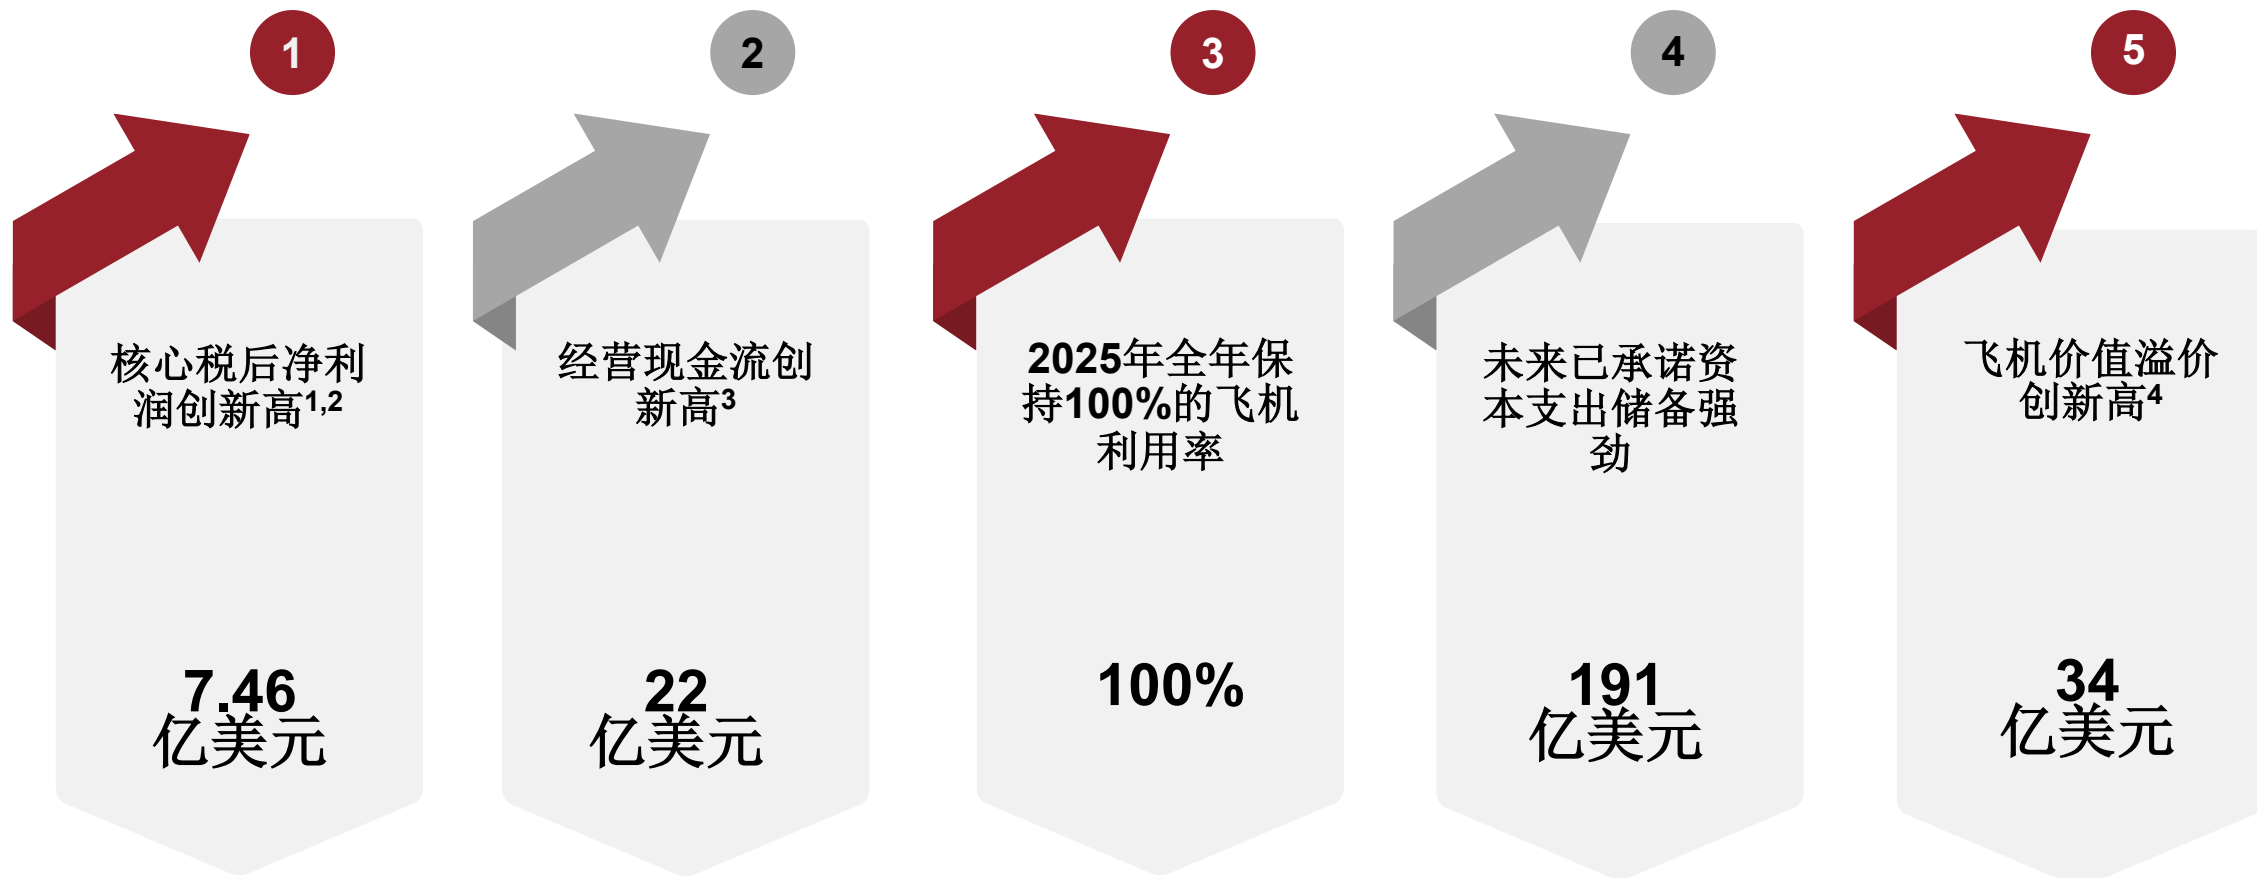 1
核心税后净利
润创新高1,2
7.46
亿美元
2
经营现金流创
新高3
22
亿美元
3
2025年全年保
持100%的飞机
利用率
100%
4
未来已承诺资
本支出储备强
劲
191
亿美元
5
飞机价值溢价
创新高4
34
亿美元